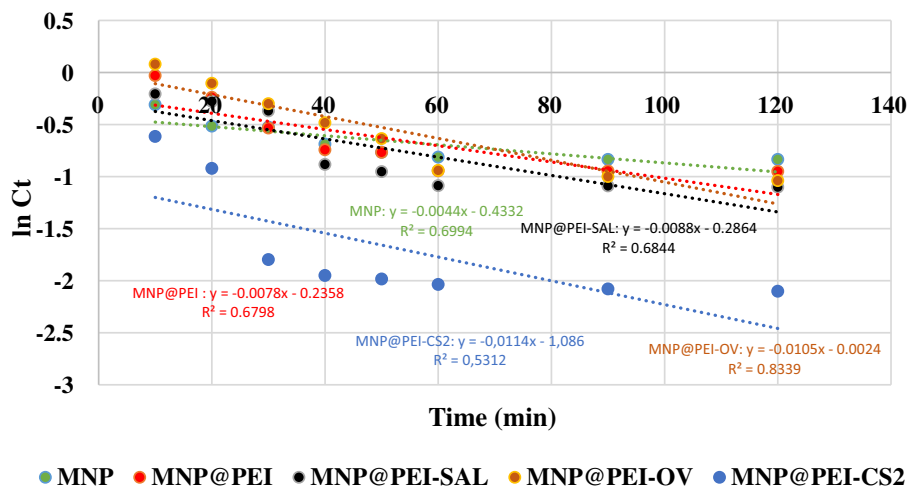 0.5
0
0 20 40 60 80 100 120 140
-0.5
-1
-1.5
-2
-2.5
-3
ln Ct
MNP: y = -0.0044x - 0.4332
R² = 0.6994
MNP@PEI-SAL: y = -0.0088x - 0.2864
R² = 0.6844
MNP@PEI : y = -0.0078x - 0.2358
R² = 0.6798
MNP@PEI-CS2: y = -0,0114x - 1,086
R² = 0,5312
MNP@PEI-OV: y = -0.0105x - 0.0024
R² = 0.8339
Time (min)
MNP MNP@PEI MNP@PEI-SAL MNP@PEI-OV MNP@PEI-CS2